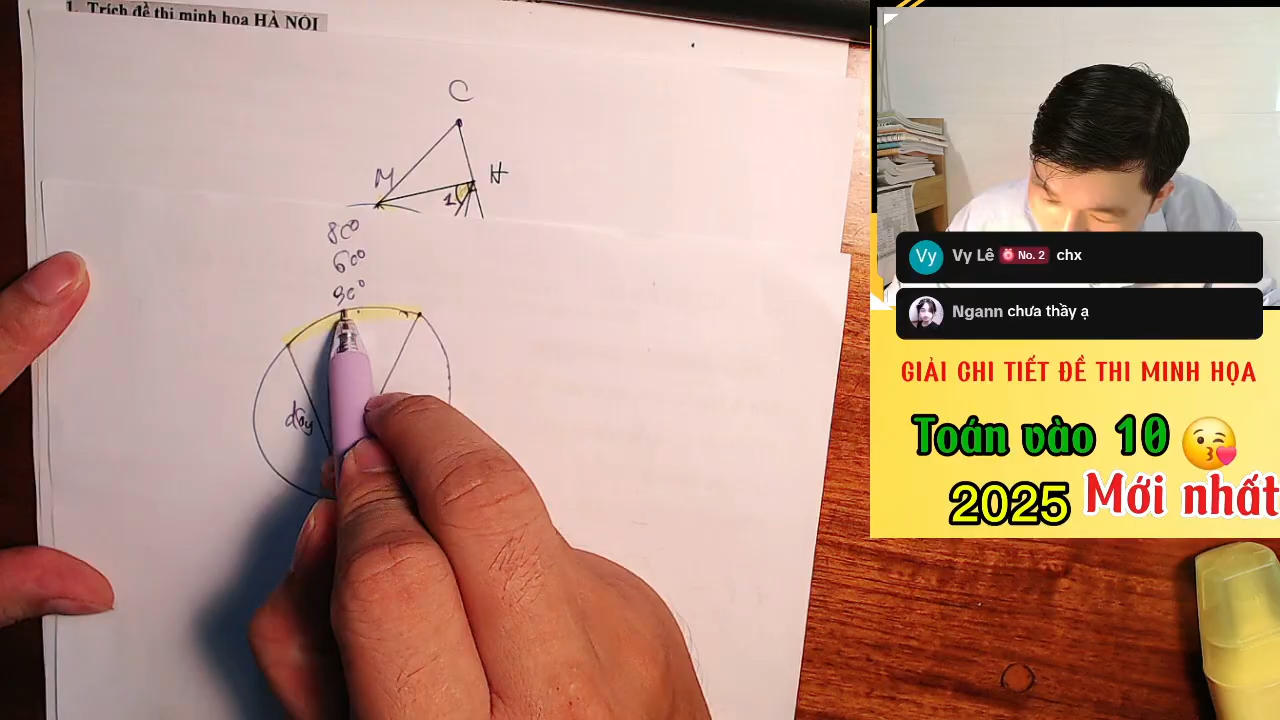 1. Trích đề thi minh họa HÀ NỘI
C
M
H
1
80°
60°
90°
dây
Vy
Vy Lê No. 2 chx
Ngann chưa thầy ạ
GIẢI CHI TIẾT ĐỀ THI MINH HỌA
Toán vào 10
2025 Mới nhất